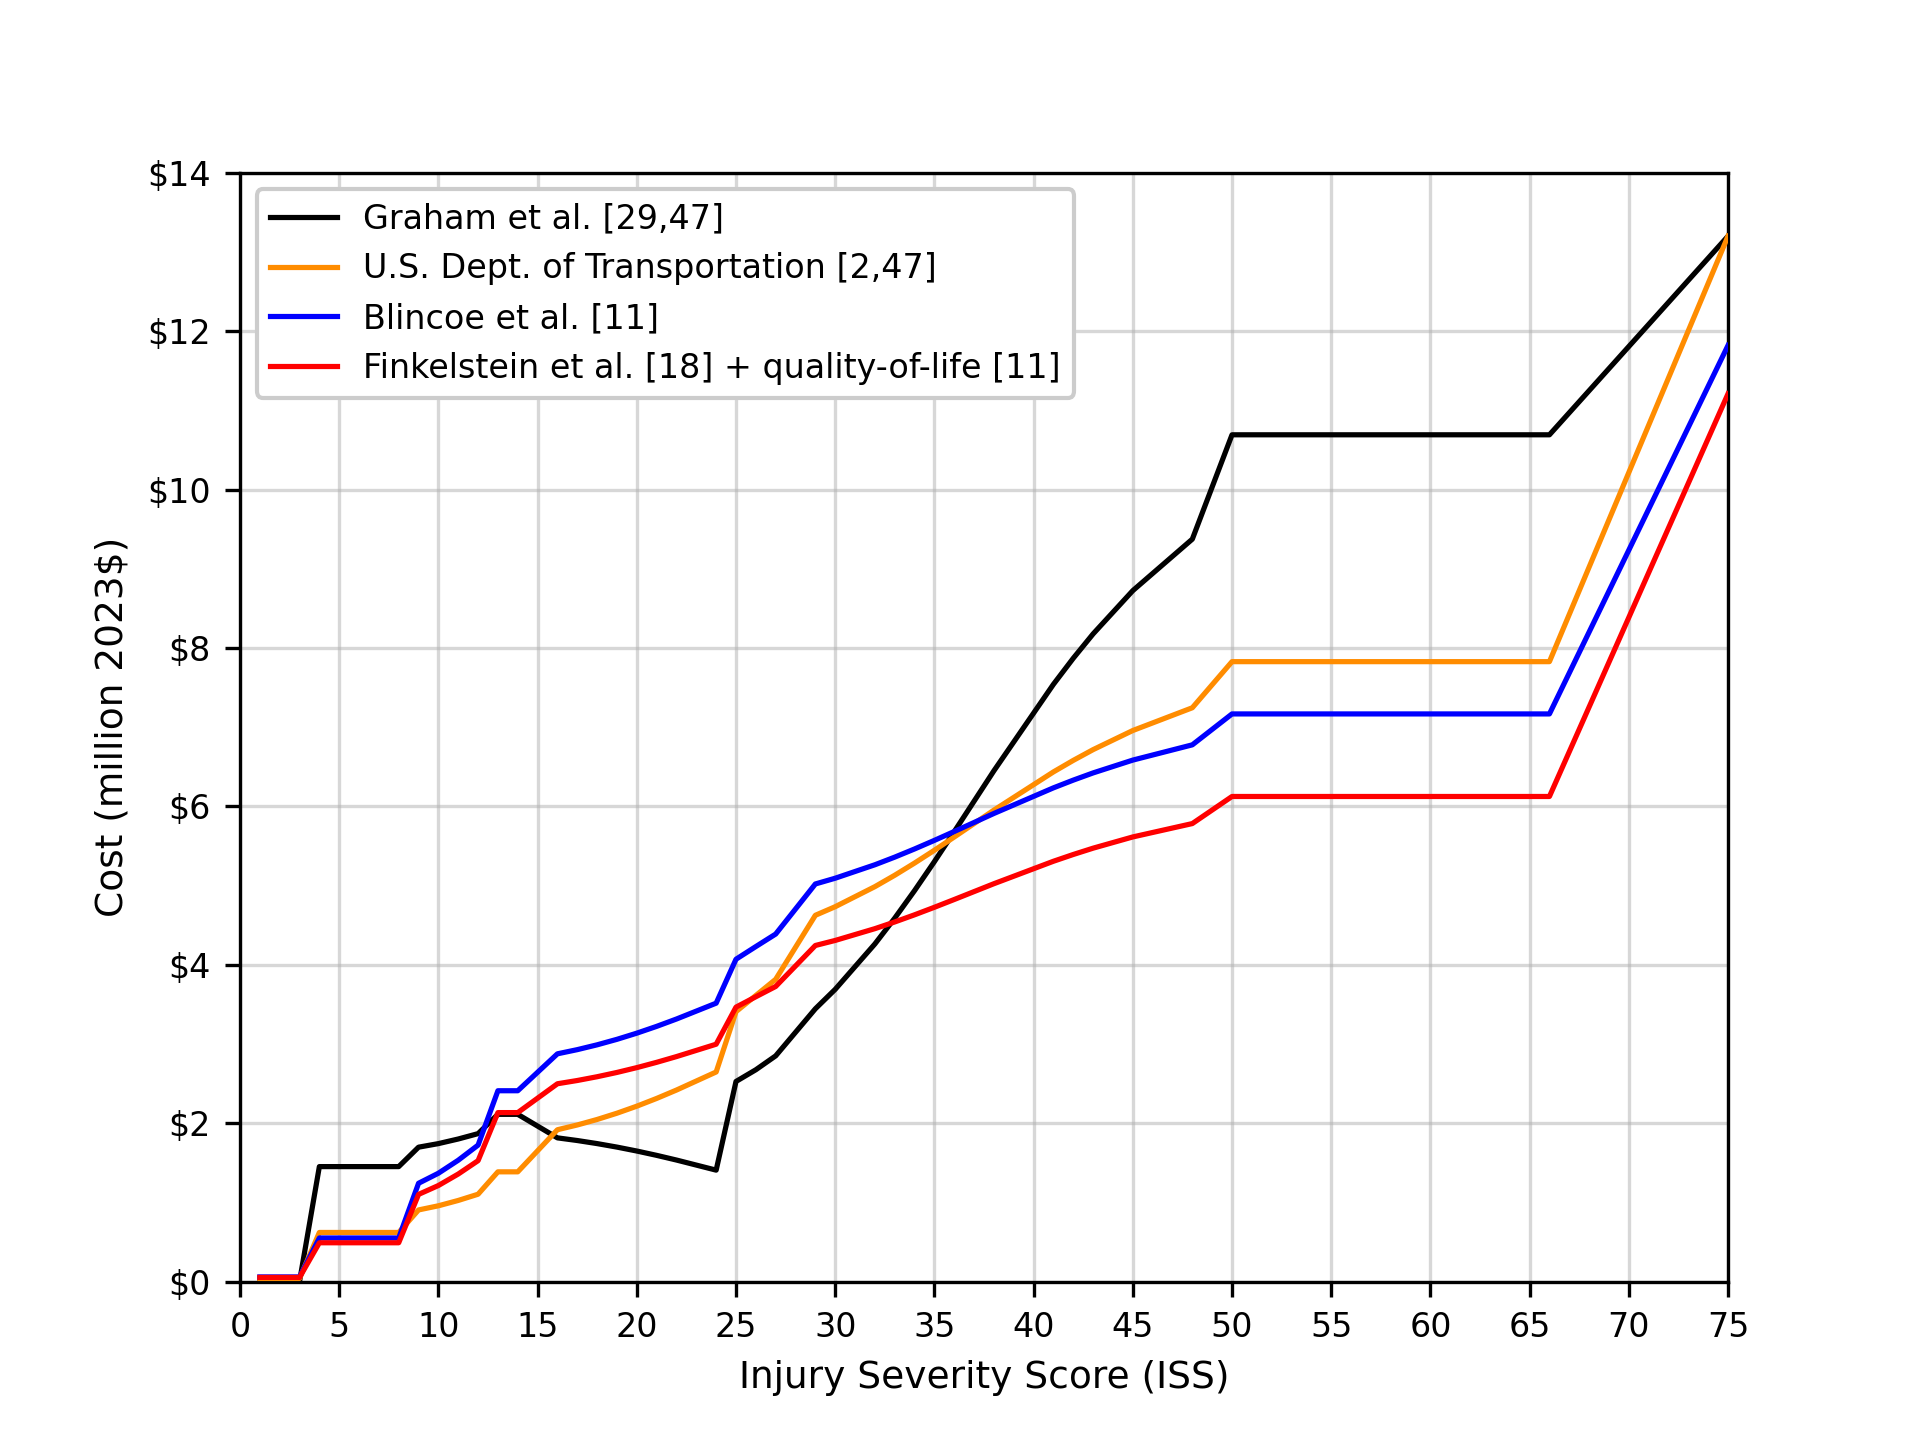 $14
$12
$10
$8
$6
$4
$2
$0
Cost (million 2023$)
Graham et al. [29,47]
U.S. Dept. of Transportation [2,47]
Blincoe et al. [11]
Finkelstein et al. [18] + quality-of-life [11]
0 5 10 15 20 25 30 35 40 45 50 55 60 65 70 75
Injury Severity Score (ISS)